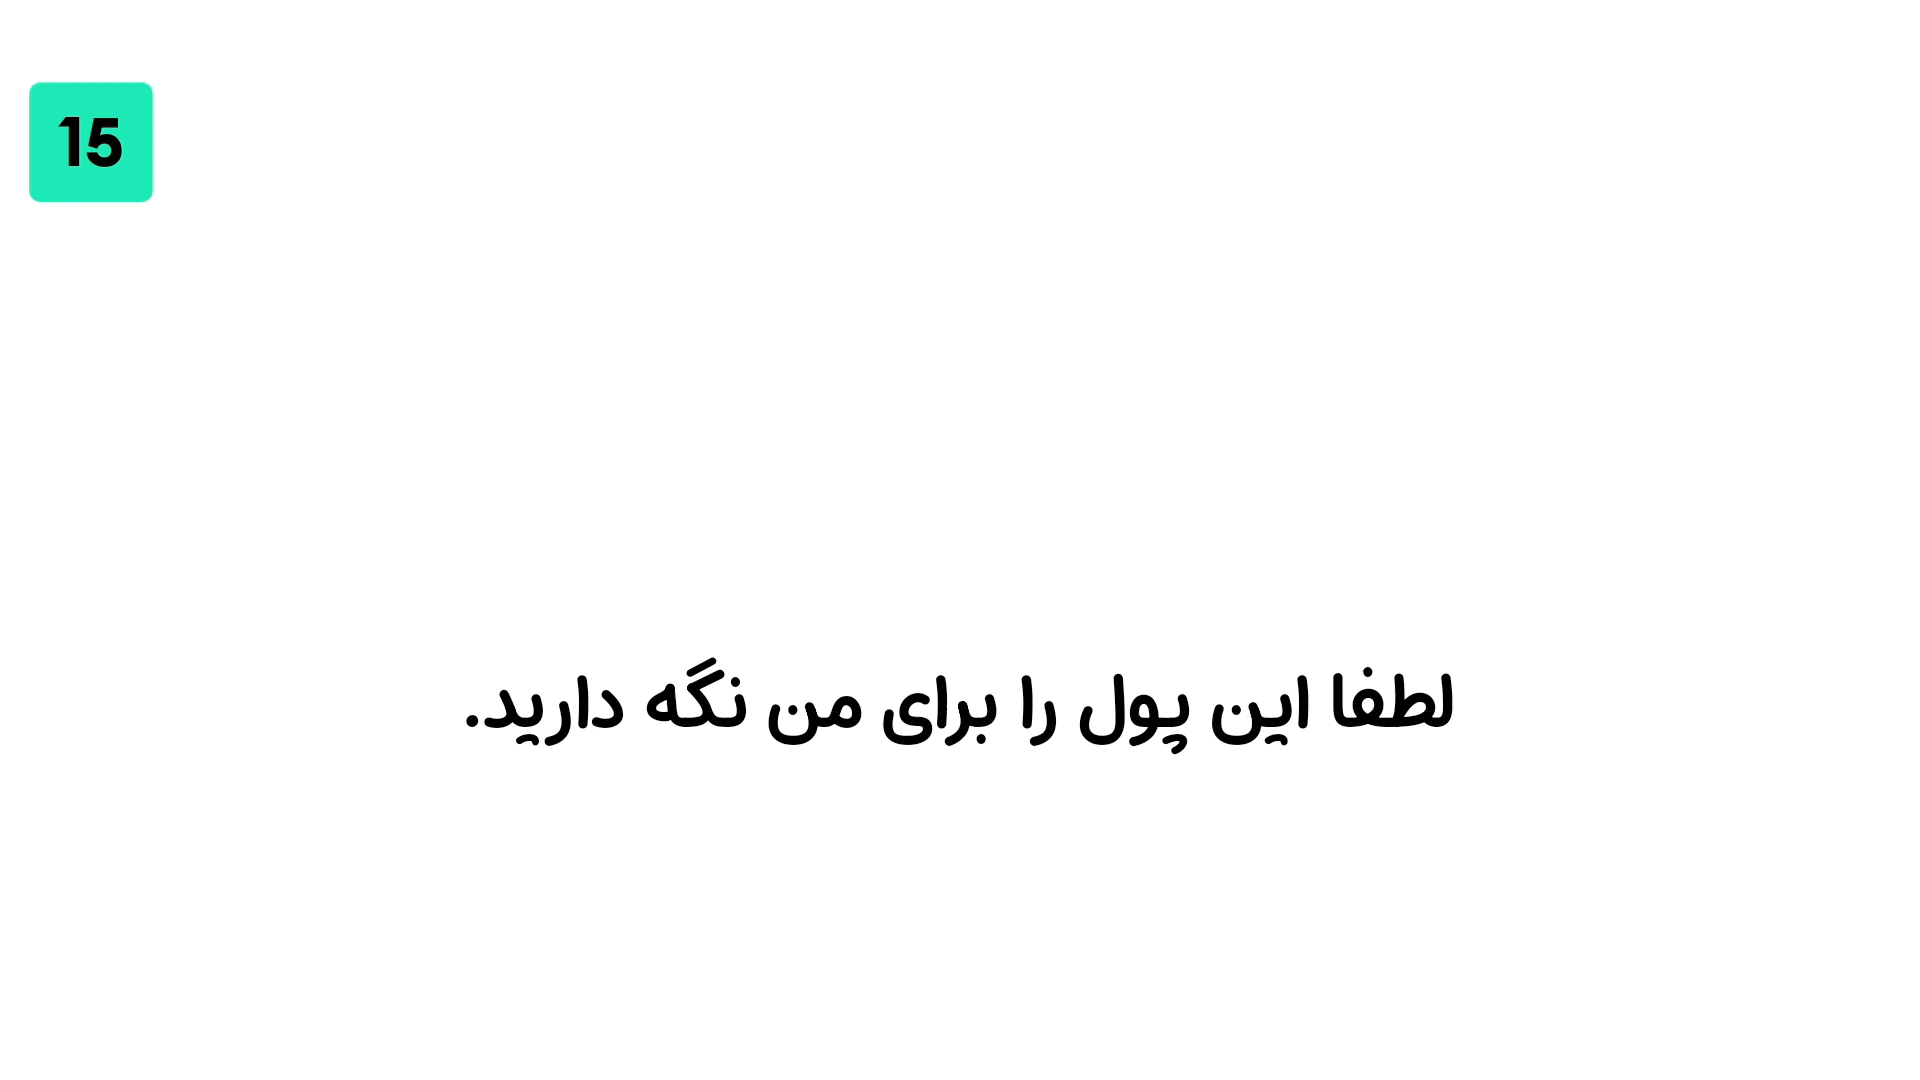 15
لطفا این پول را برای من نگه دارید.